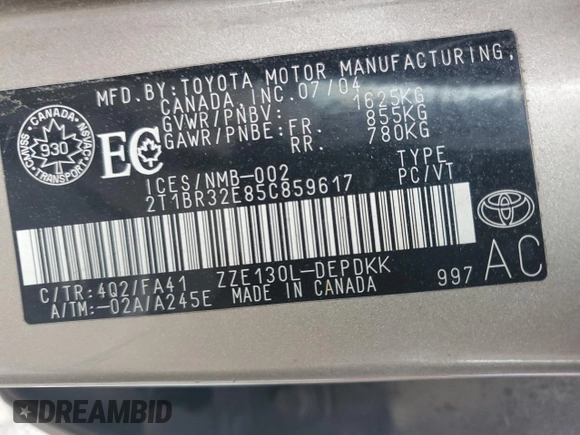 MFD.BY:TOYOTA MOTOR MANUFACTURING,
CANADA, INC.07/04
GVWR/PNBV: 1625KG
GAWR/PNBE: FR. 855KG
RR. 780KG
CANADA
CMVSS NSVAC
930
TRANSPORT
EC
ICES/NMB-002
TYPE
2T1BR32E85C859617 PC/VT
C/TR:4Q2/FA41 ZZE130L-DEPDKK
A/TM:-02A/A245E MADE IN CANADA
997 AC
DREAMBID